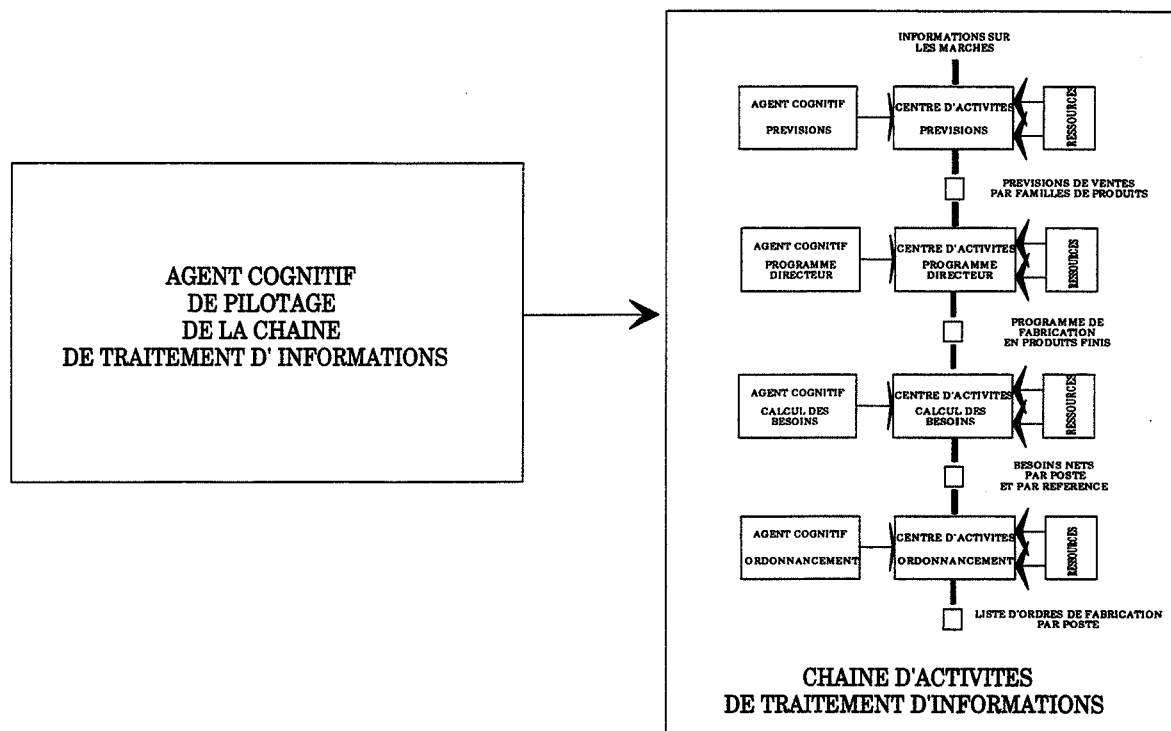 INFORMATIONS SUR
LES MARCHES
AGENT COGNITIF
PREVISIONS
CENTRE D'ACTIVITES
PREVISIONS
RESSOURCES
PREVISIONS DE VENTES
PAR FAMILLES DE PRODUITS
AGENT COGNITIF
PROGRAMME
DIRECTEUR
CENTRE D'ACTIVITES
PROGRAMME
DIRECTEUR
RESSOURCES
AGENT COGNITIF
DE PILOTAGE
DE LA CHAINE
DE TRAITEMENT D' INFORMATIONS
PROGRAMME DE
FABRICATION
EN PRODUITS FINIS
AGENT COGNITIF
CALCUL DES
BESOINS
CENTRE D'ACTIVITES
CALCUL DES
BESOINS
RESSOURCES
BESOINS NETS
PAR POSTE
ET PAR REFERENCE
AGENT COGNITIF
ORDONNANCEMENT
CENTRE D'ACTIVITES
ORDONNANCEMENT
RESSOURCES
LISTE D'ORDRES DE FABRICATION
PAR POSTE
CHAINE D'ACTIVITES
DE TRAITEMENT D'INFORMATIONS